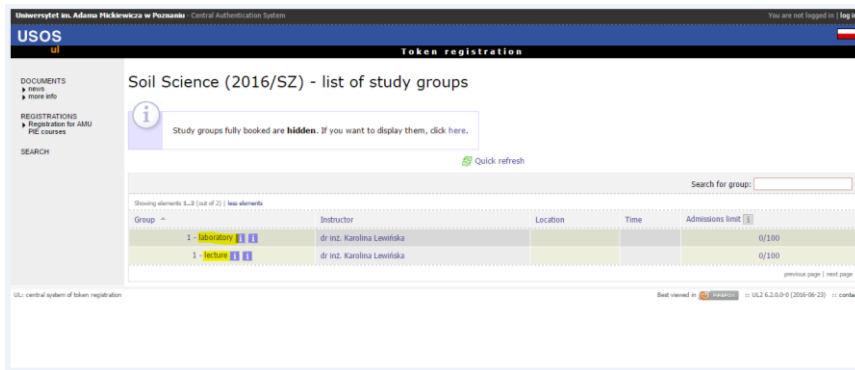 Uniwersytet im. Adama Mickiewicza w Poznaniu - Central Authentication System
You are not logged in | log in
USOS
ul
Token registration
DOCUMENTS
news
more info
REGISTRATIONS
Registration for AMU
PIE courses
SEARCH
Soil Science (2016/SZ) - list of study groups
Study groups fully booked are hidden. If you want to display them, click here.
Quick refresh
Search for group:
Showing elements 1..2 (out of 2) | less elements
Group Instructor Location Time Admissions limit
1 - laboratory dr inż. Karolina Lewińska 0/100
1 - lecture dr inż. Karolina Lewińska 0/100
previous page | next page
UL: central system of token registration
Best viewed in :: UL2 6.2.0.0-0 (2016-06-23) :: conta